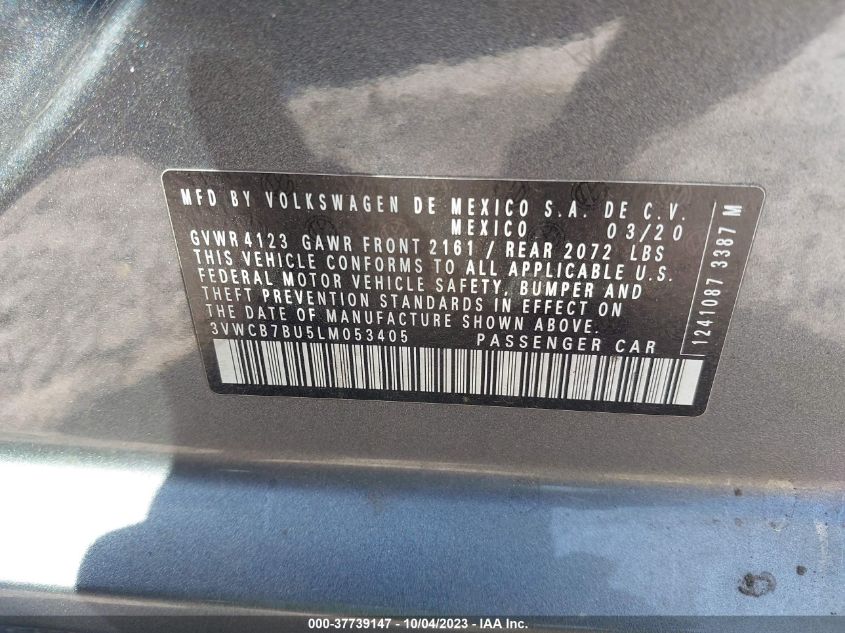 MFD BY VOLKSWAGEN DE MEXICO S.A. DE C.V.
MEXICO 03/20
GVWR 4123 GAWR FRONT 2161 / REAR 2072 LBS
THIS VEHICLE CONFORMS TO ALL APPLICABLE U.S.
FEDERAL MOTOR VEHICLE SAFETY, BUMPER AND
THEFT PREVENTION STANDARDS IN EFFECT ON
THE DATE OF MANUFACTURE SHOWN ABOVE.
3VWCB7BU5LM053405 PASSENGER CAR
1241087 3387 M
000-37739147 - 10/04/2023 - IAA Inc.